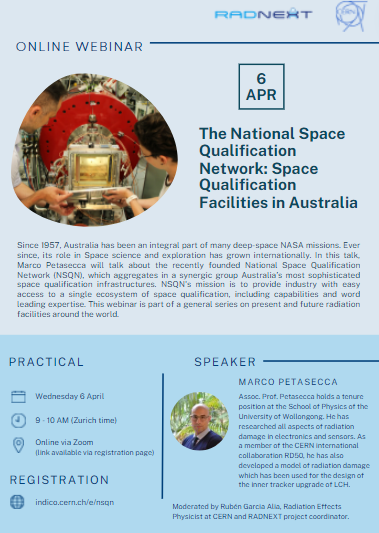 RADNEXT
CERN
ONLINE WEBINAR
6
APR
The National Space
Qualification
Network: Space
Qualification
Facilities in Australia
Since 1957, Australia has been an integral part of many deep-space NASA missions. Ever
since, its role in Space science and exploration has grown internationally. In this talk,
Marco Petasecca will talk about the recently founded National Space Qualification
Network (NSQN), which aggregates in a synergic group Australia's most sophisticated
space qualification infrastructures. NSQN's mission is to provide industry with easy
access to a single ecosystem of space qualification, including capabilities and word
leading expertise. This webinar is part of a general series on present and future radiation
facilities around the world.
PRACTICAL
Wednesday 6 April
9 - 10 AM (Zurich time)
Online via Zoom
(link available via registration page)
REGISTRATION
indico.cern.ch/e/nsqn
SPEAKER
MARCO PETASECCA
Assoc. Prof. Petasecca holds a tenure
position at the School of Physics of the
University of Wollongong. He has
researched all aspects of radiation
damage in electronics and sensors. As
a member of the CERN international
collaboration RD50, he has also
developed a model of radiation damage
which has been used for the design of
the inner tracker upgrade of LCH.
Moderated by Rubén García Alía, Radiation Effects
Physicist at CERN and RADNEXT project coordinator.